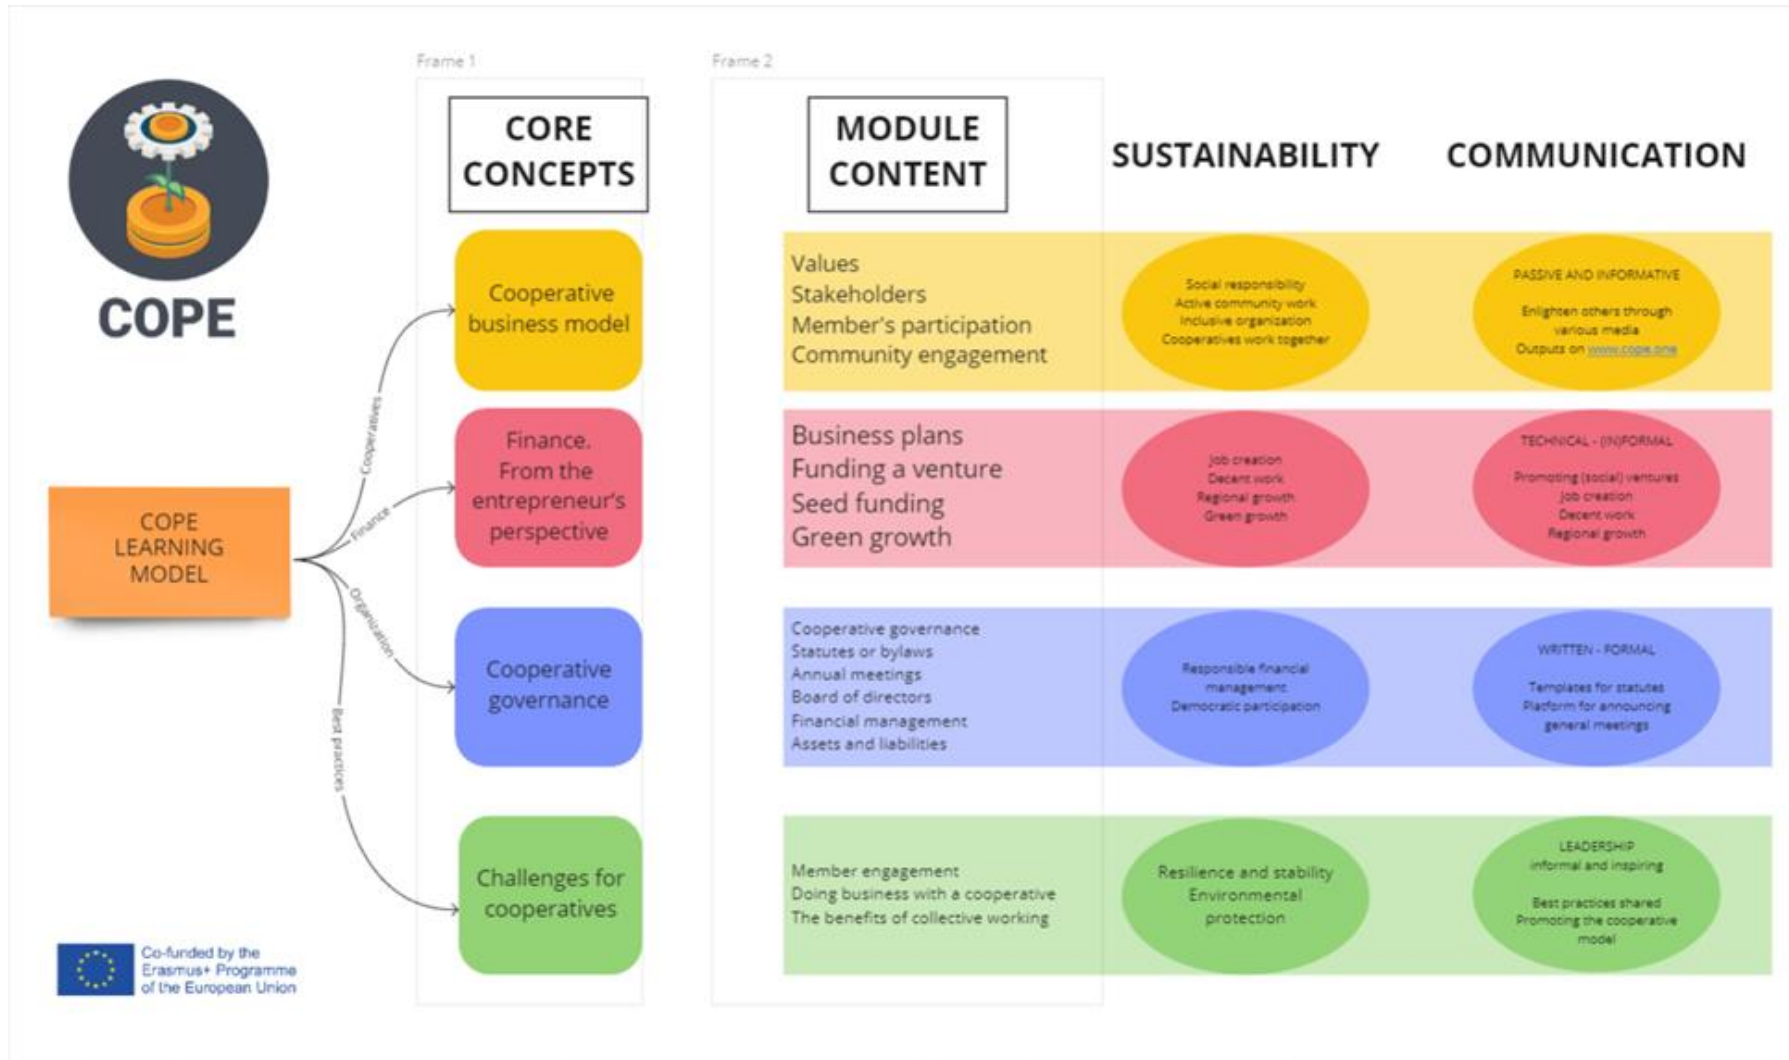 Frame 1
Frame 2
CORE
CONCEPTS
MODULE
CONTENT
SUSTAINABILITY
COMMUNICATION
COPE
COPE
LEARNING
MODEL
Cooperatives
Finance
Organization
Best practices
Cooperative
business model
Values
Stakeholders
Member's participation
Community engagement
Social responsibility
Active community work
Inclusive organization
Cooperatives work together
PASSIVE AND INFORMATIVE
Enlighten others through
various media
Outputs on www.cope.one
Finance.
From the
entrepreneur's
perspective
Business plans
Funding a venture
Seed funding
Green growth
Job creation
Decent work
Regional growth
Green growth
TECHNICAL - (IN)FORMAL
Promoting (social) ventures
Job creation
Decent work
Regional growth
Cooperative
governance
Cooperative governance
Statutes or bylaws
Annual meetings
Board of directors
Financial management
Assets and liabilities
Responsible financial
management
Democratic participation
WRITTEN - FORMAL
Templates for statutes
Platform for announcing
general meetings
Challenges for
cooperatives
Member engagement
Doing business with a cooperative
The benefits of collective working
Resilience and stability
Environmental
protection
LEADERSHIP
informal and inspiring
Best practices shared
Promoting the cooperative
model
Co-funded by the
Erasmus+ Programme
of the European Union